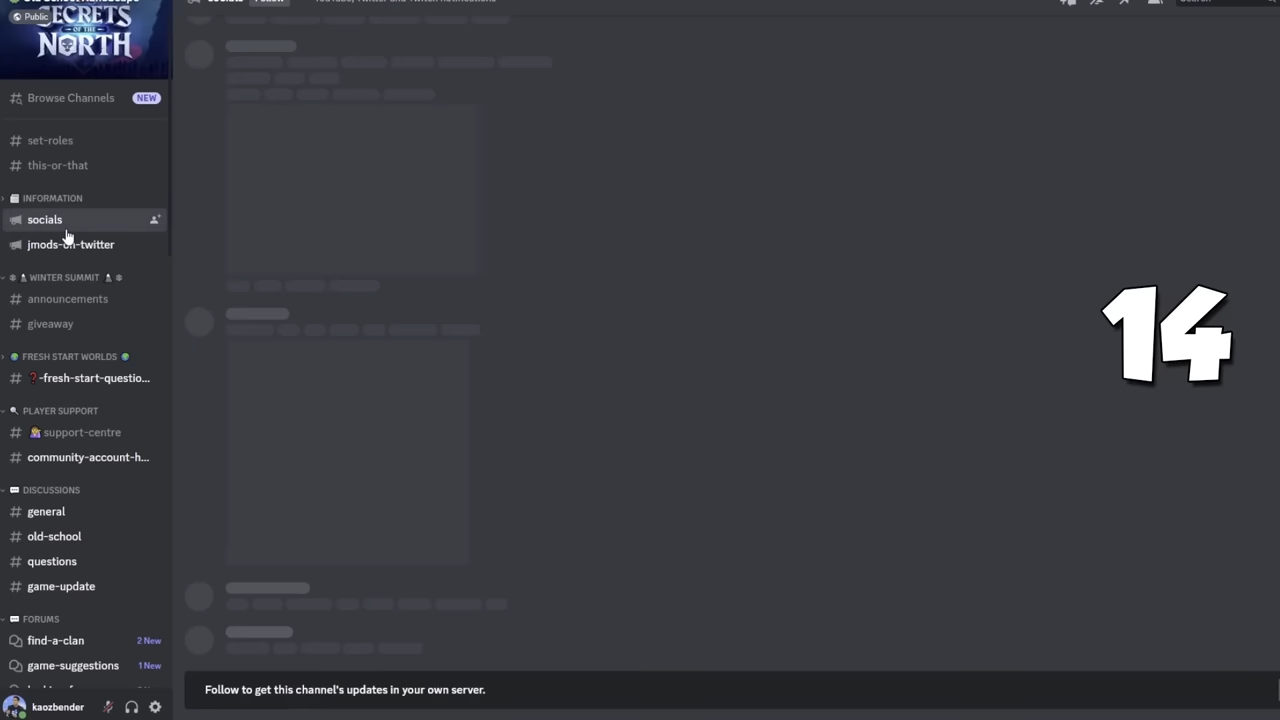 Public
SECRETS
OF THE
NORTH
Browse Channels NEW
set-roles
this-or-that
INFORMATION
socials
jmods-on-twitter
WINTER SUMMIT
announcements
giveaway
FRESH START WORLDS
-fresh-start-questio...
PLAYER SUPPORT
support-centre
community-account-h...
DISCUSSIONS
general
old-school
questions
game-update
FORUMS
find-a-clan 2 New
game-suggestions 1 New
kaozbender
14
Follow to get this channel's updates in your own server.